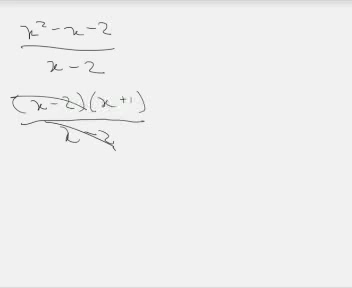 x² - x - 2
x - 2
(x - 2)(x + 1)
x - 2